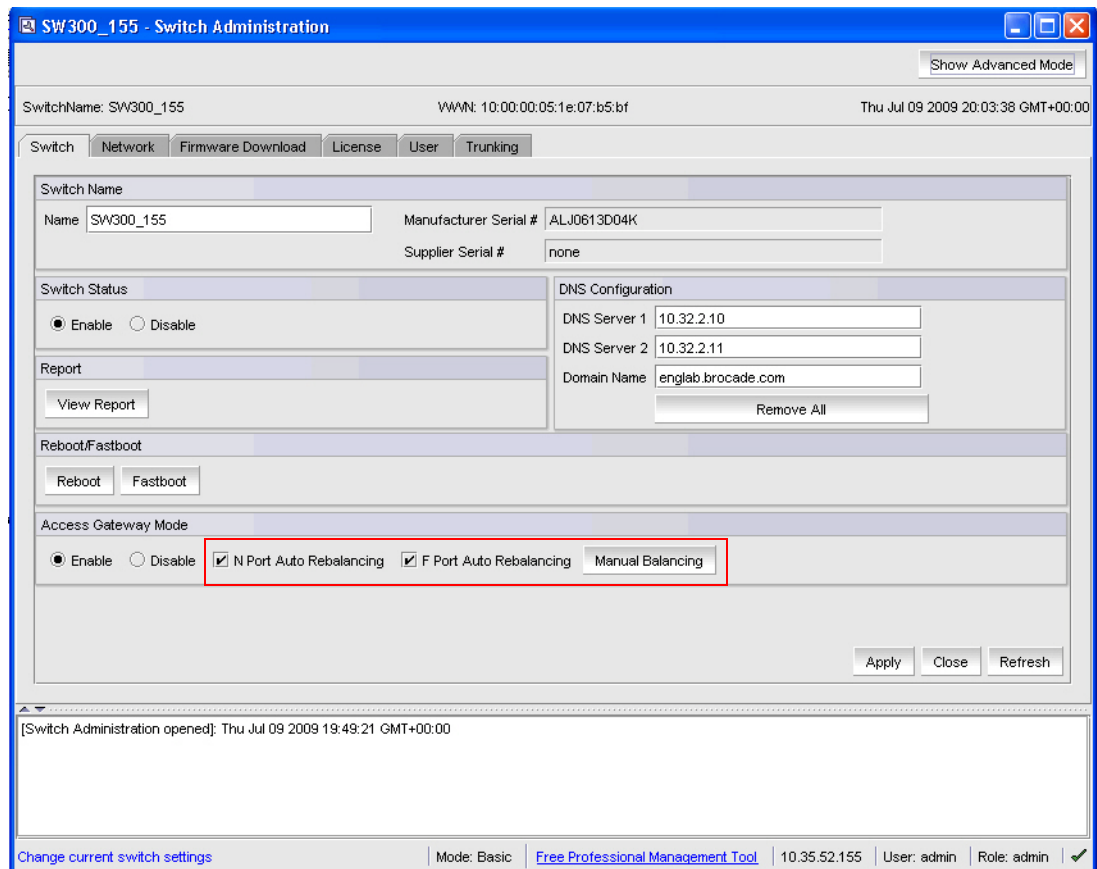 SW300_155 - Switch Administration
Show Advanced Mode
SwitchName: SW300_155 WWN: 10:00:00:05:1e:07:b5:bf Thu Jul 09 2009 20:03:38 GMT+00:00
Switch Network Firmware Download License User Trunking
Switch Name
Name SW300_155 Manufacturer Serial # ALJ0613D04K
Supplier Serial # none
Switch Status
Enable Disable
DNS Configuration
DNS Server 1 10.32.2.10
DNS Server 2 10.32.2.11
Domain Name englab.brocade.com
Remove All
Report
View Report
Reboot/Fastboot
Reboot Fastboot
Access Gateway Mode
Enable Disable N Port Auto Rebalancing F Port Auto Rebalancing Manual Balancing
Apply Close Refresh
[Switch Administration opened]: Thu Jul 09 2009 19:49:21 GMT+00:00
Change current switch settings Mode: Basic Free Professional Management Tool 10.35.52.155 User: admin Role: admin